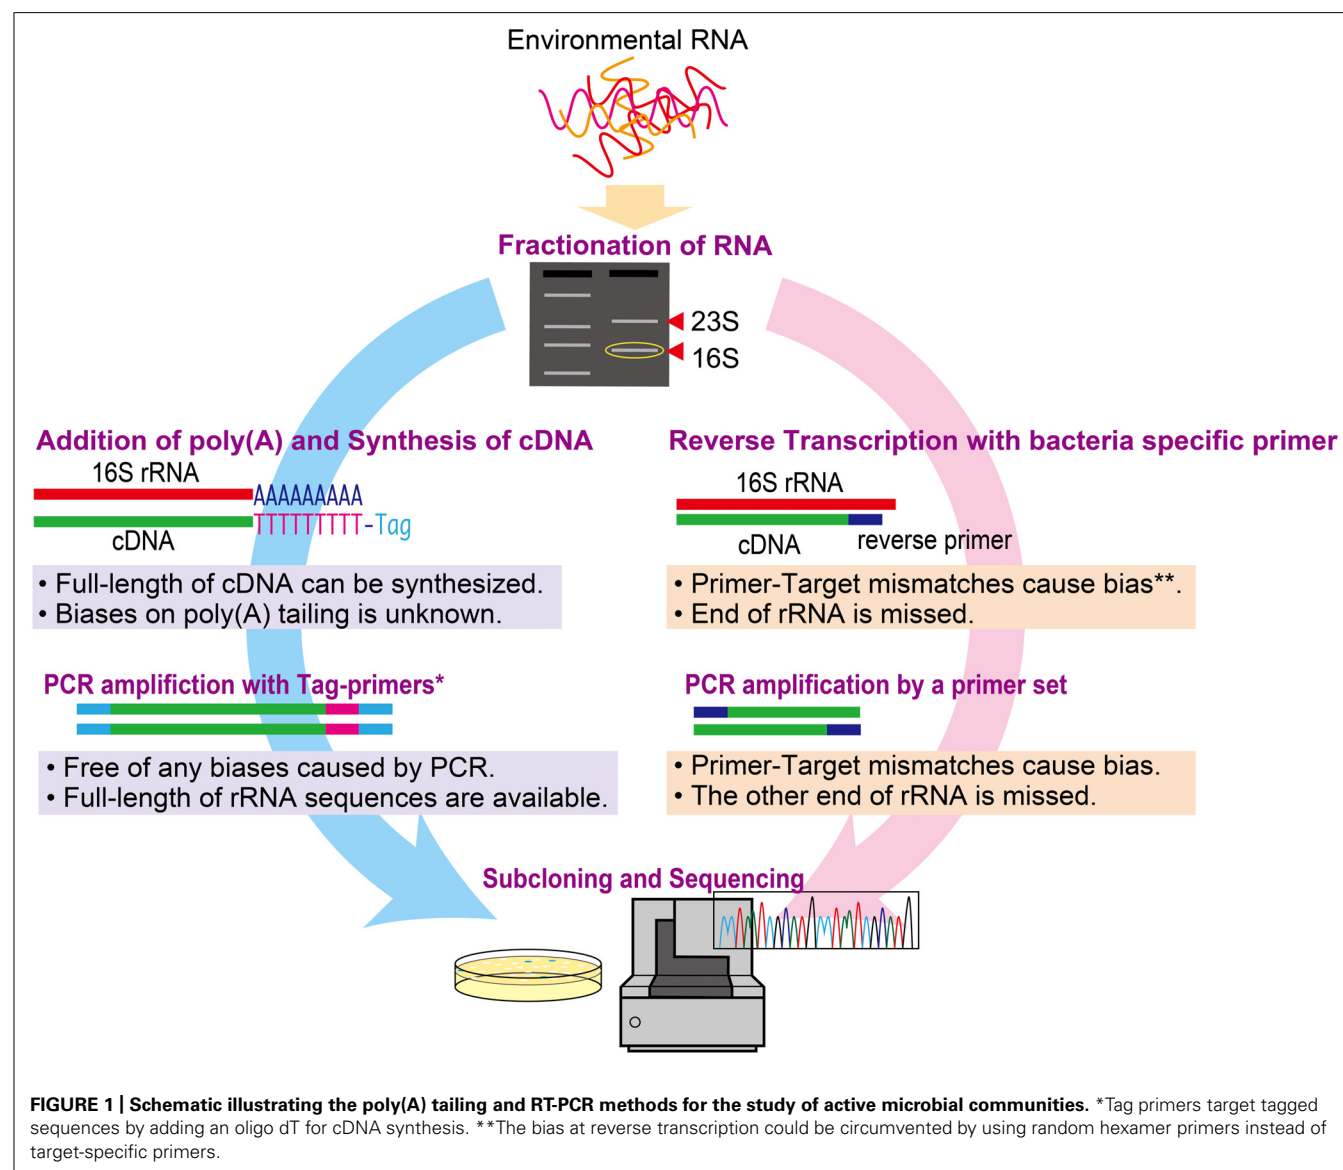 Environmental RNA
Fractionation of RNA
23S
16S
Addition of poly(A) and Synthesis of cDNA
16S rRNA
AAAAAAAAA
TTTTTTTTT-Tag
cDNA
• Full-length of cDNA can be synthesized.
• Biases on poly(A) tailing is unknown.
PCR amplifiction with Tag-primers*
• Free of any biases caused by PCR.
• Full-length of rRNA sequences are available.
Reverse Transcription with bacteria specific primer
16S rRNA
cDNA
reverse primer
• Primer-Target mismatches cause bias**.
• End of rRNA is missed.
PCR amplification by a primer set
• Primer-Target mismatches cause bias.
• The other end of rRNA is missed.
Subcloning and Sequencing
FIGURE 1 | Schematic illustrating the poly(A) tailing and RT-PCR methods for the study of active microbial communities. *Tag primers target tagged
sequences by adding an oligo dT for cDNA synthesis. **The bias at reverse transcription could be circumvented by using random hexamer primers instead of
target-specific primers.